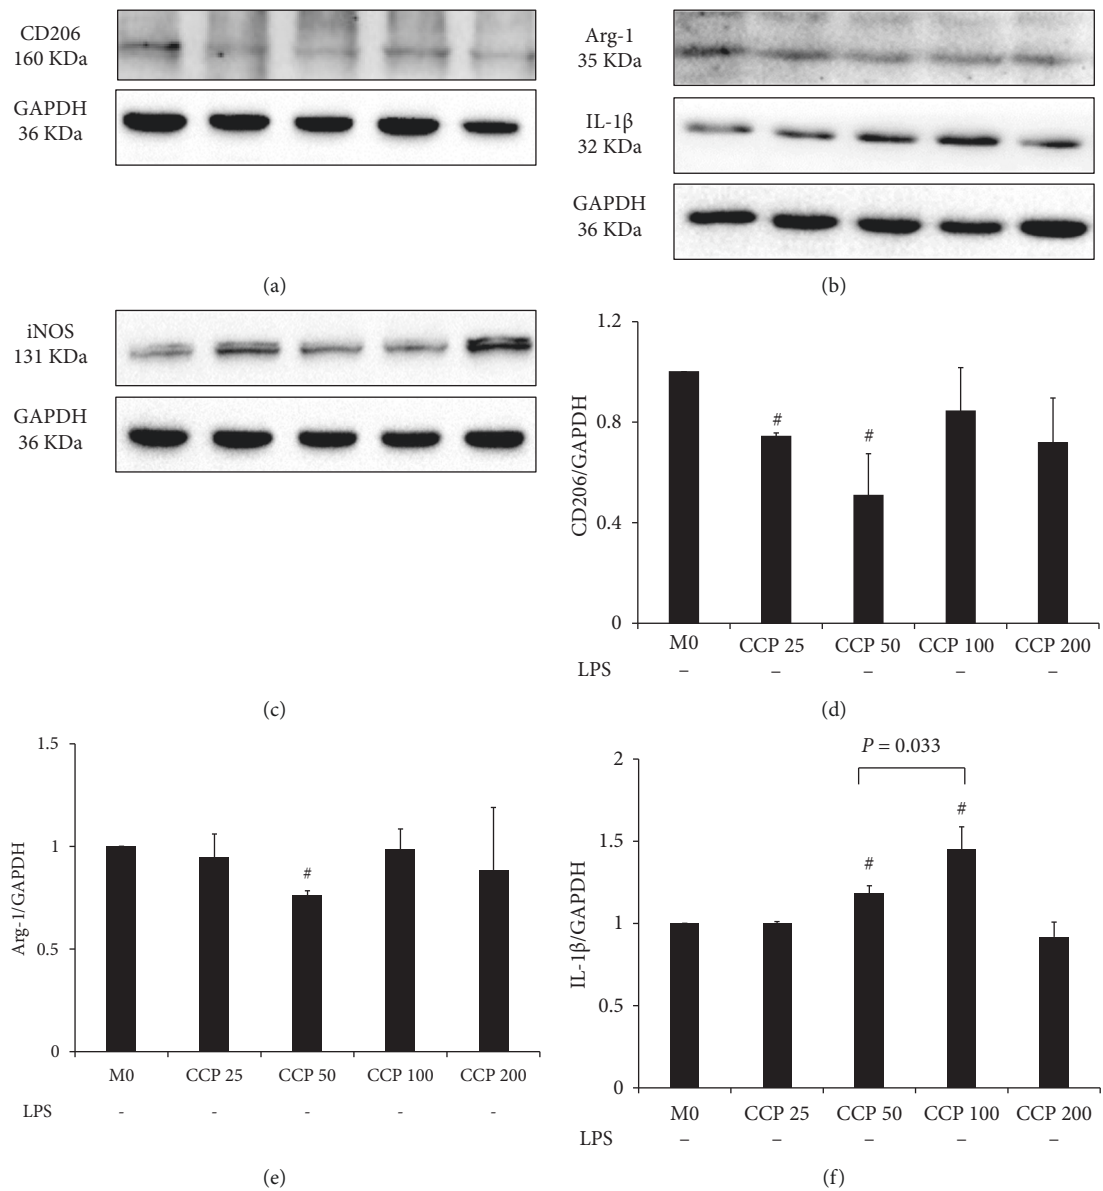 CD206
160 KDa
GAPDH
36 KDa
(a)
Arg-1
35 KDa
IL-1β
32 KDa
GAPDH
36 KDa
(b)
iNOS
131 KDa
GAPDH
36 KDa
(c)
CD206/GAPDH
1.2
0.8
0.4
0
# #
M0 CCP 25 CCP 50 CCP 100 CCP 200
LPS – – – – –
(d)
Arg-1/GAPDH
1.5
1
0.5
0
#
M0 CCP 25 CCP 50 CCP 100 CCP 200
LPS - - - - -
(e)
IL-1β/GAPDH
2
1.5
1
0.5
0
P = 0.033
# #
M0 CCP 25 CCP 50 CCP 100 CCP 200
LPS – – – – –
(f)